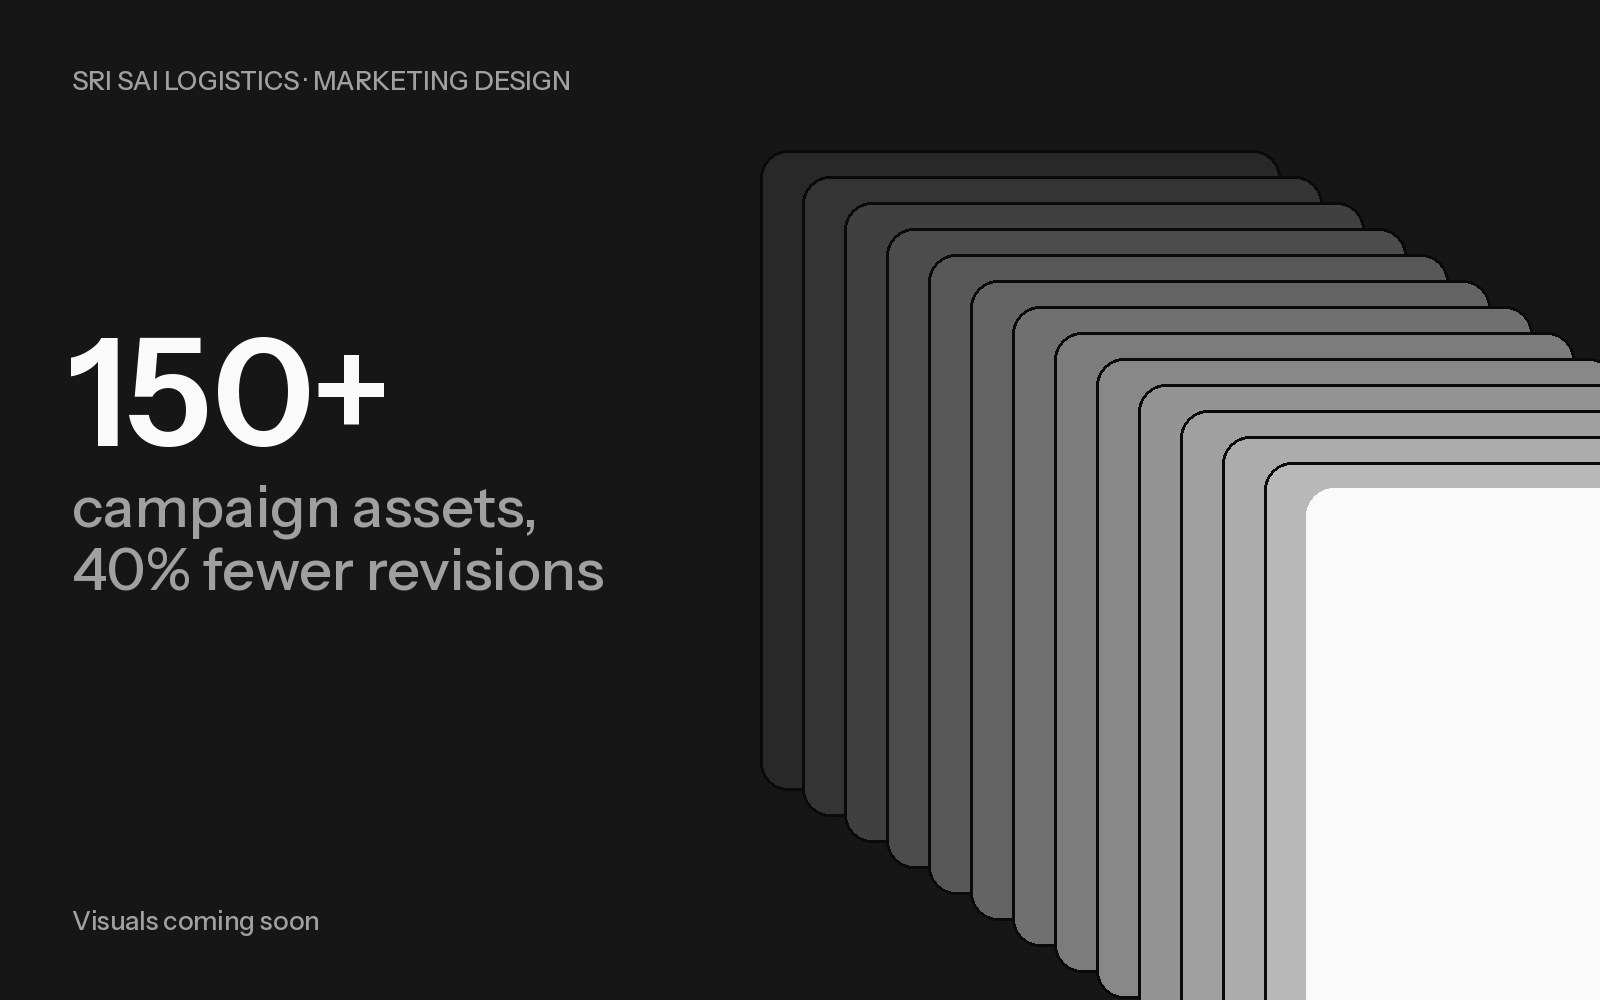 SRI SAI LOGISTICS · MARKETING DESIGN
150+
campaign assets,
40% fewer revisions
Visuals coming soon